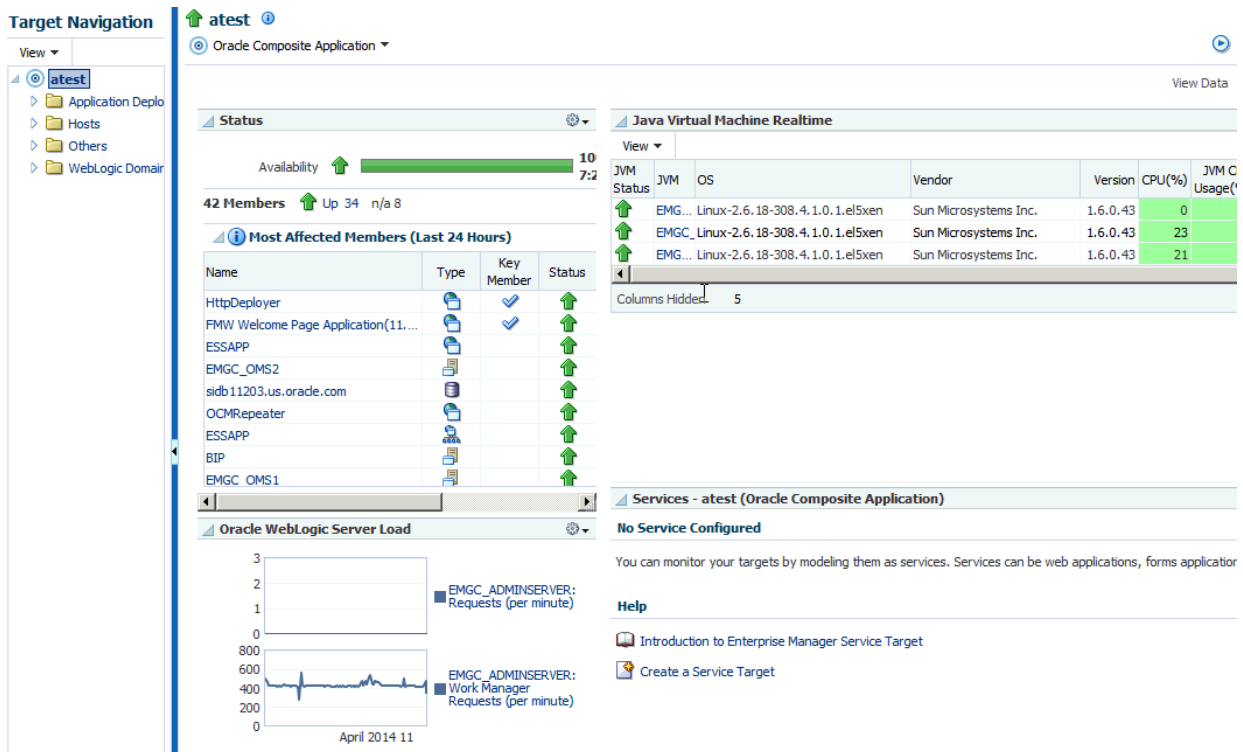 Target Navigation
View
atest
Application Deplo
Hosts
Others
WebLogic Domain
atest
Oracle Composite Application
View Data
Status
Availability
10
7:2
42 Members Up 34 n/a 8
Most Affected Members (Last 24 Hours)
Name Type Key Member Status
HttpDeployer
FMW Welcome Page Application(11....
ESSAPP
EMGC_OMS2
sidb11203.us.oracle.com
OCMRepeater
ESSAPP
BIP
EMGC_OMS1
Oracle WebLogic Server Load
3
2
1
0
EMGC_ADMINSERVER:
Requests (per minute)
800
600
400
200
0
EMGC_ADMINSERVER:
Work Manager
Requests (per minute)
April 2014 11
Java Virtual Machine Realtime
View
JVM Status JVM OS Vendor Version CPU(%) JVM C Usage(%
EMG... Linux-2.6.18-308.4.1.0.1.el5xen Sun Microsystems Inc. 1.6.0.43 0
EMGC_ Linux-2.6.18-308.4.1.0.1.el5xen Sun Microsystems Inc. 1.6.0.43 23
EMG... Linux-2.6.18-308.4.1.0.1.el5xen Sun Microsystems Inc. 1.6.0.43 21
Columns Hidden 5
Services - atest (Oracle Composite Application)
No Service Configured
You can monitor your targets by modeling them as services. Services can be web applications, forms application
Help
Introduction to Enterprise Manager Service Target
Create a Service Target